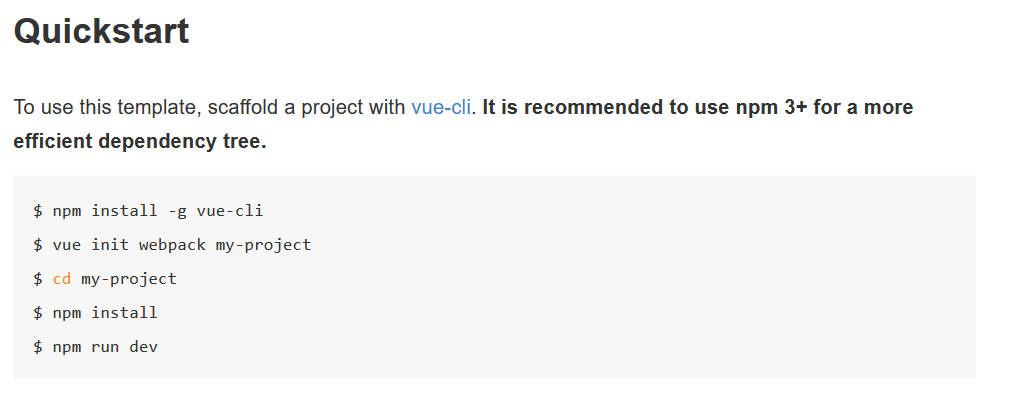 Quickstart
To use this template, scaffold a project with vue-cli. It is recommended to use npm 3+ for a more
efficient dependency tree.
$ npm install -g vue-cli
$ vue init webpack my-project
$ cd my-project
$ npm install
$ npm run dev